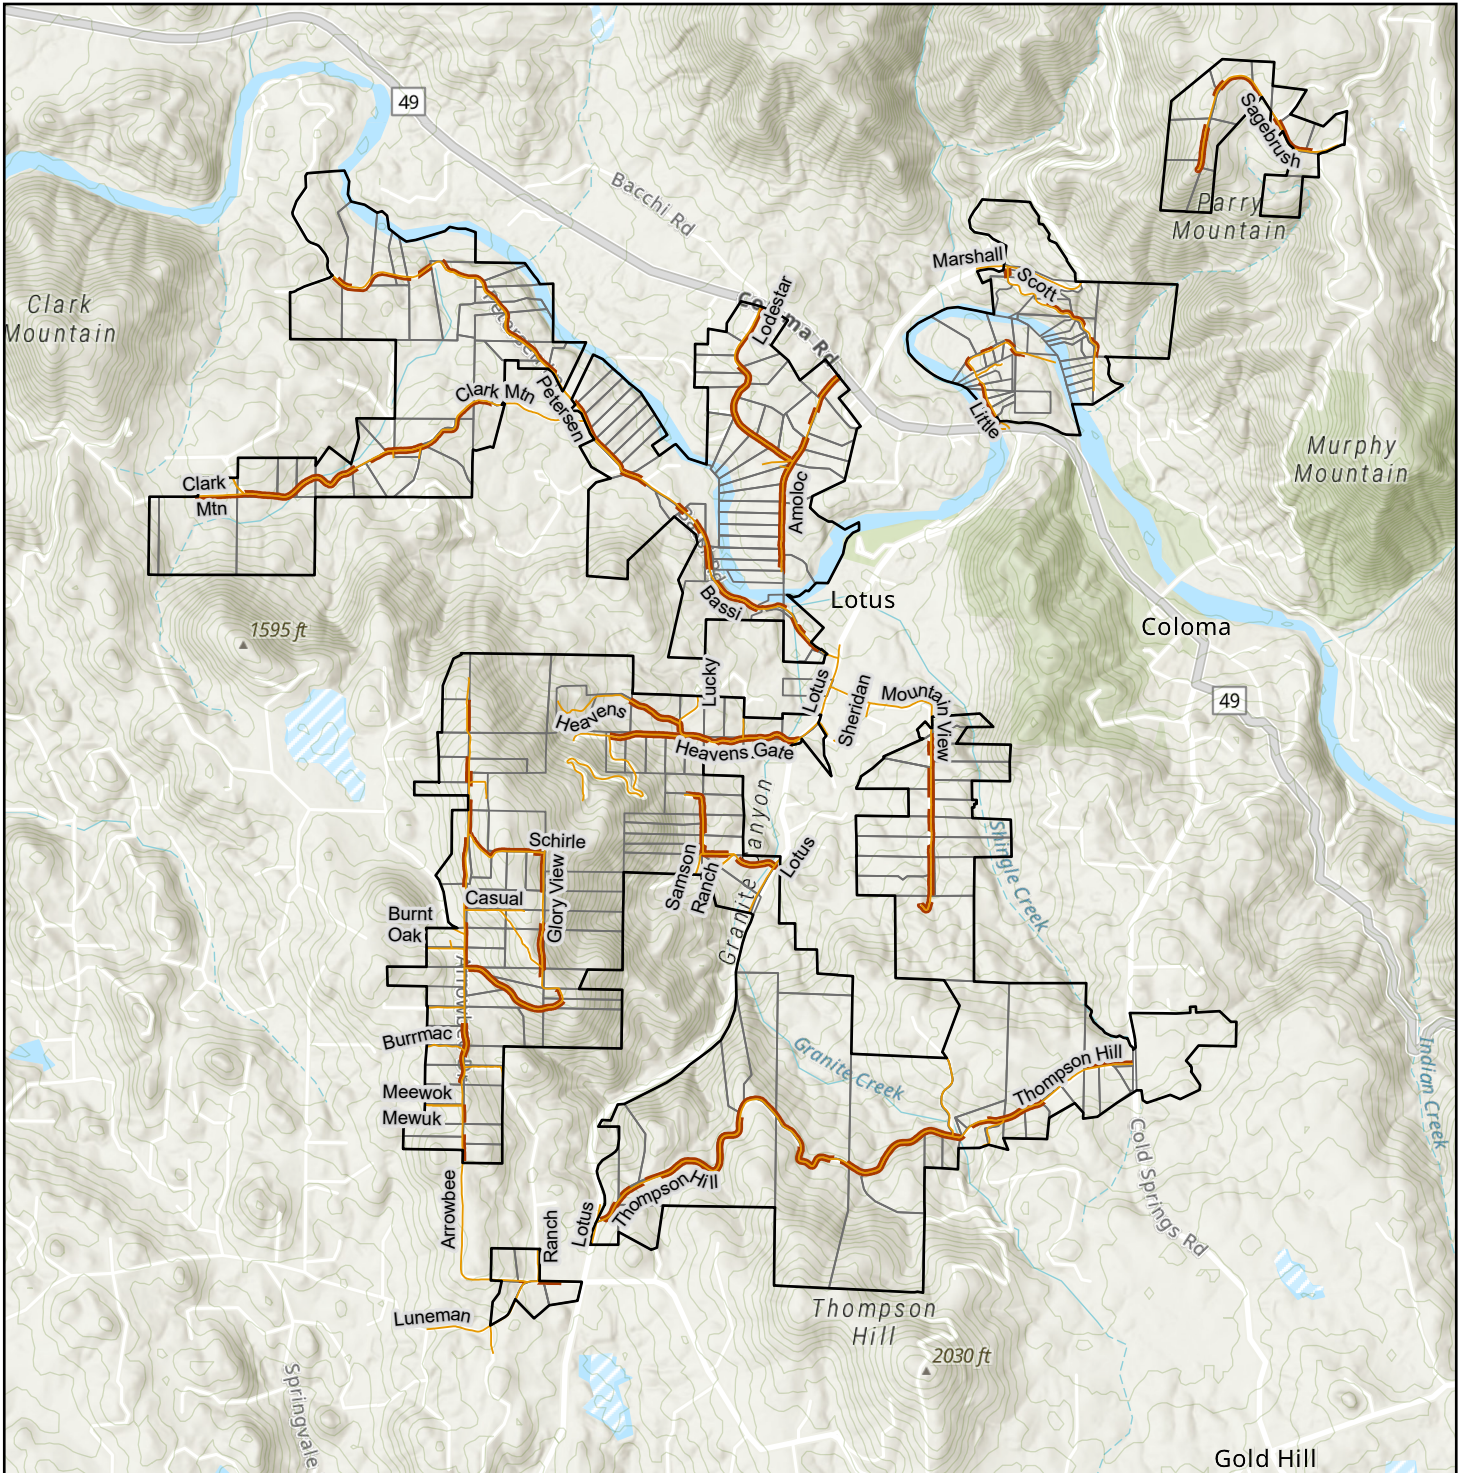 49
Sagebrush
Bacchi Rd
Parry
Mountain
Marshall
Scott
Clark
Mountain
Lodestar
Coloma Rd
Petersen
Clark Mtn
Petersen
Little
Murphy
Mountain
Clark
Mtn
Amoloc
Bassi Rd
Bassi
Lotus
1595 ft
Coloma
Lucky
Lotus
Sheridan
Mountain View
49
Heavens
Heavens Gate
Granite Canyon
Schirle
Glory View
Samson
Ranch
Lotus
Shingle Creek
Casual
Burnt
Oak
Burrmac
Granite Creek
Thompson Hill
Indian Creek
Meewok
Mewuk
Cold Springs Rd
Arrowbee
Ranch
Lotus
Thompson Hill
Luneman
Thompson
Hill
2030 ft
Springvale
Gold Hill